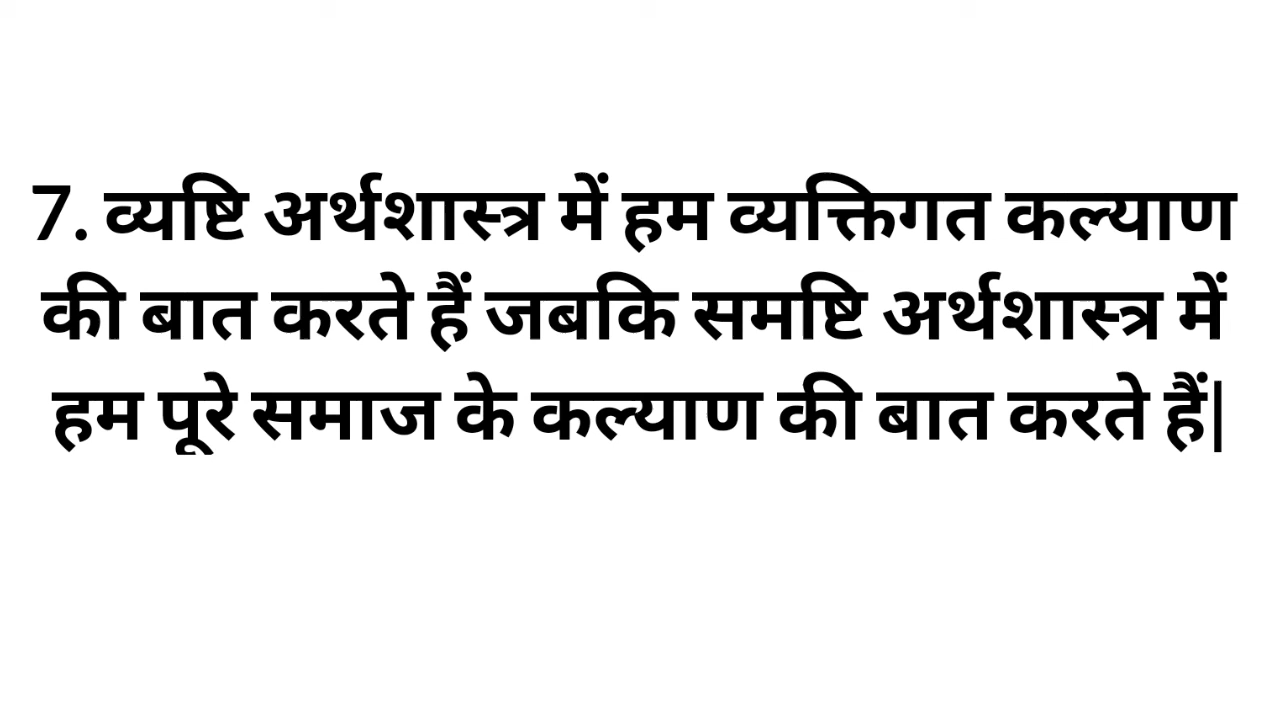 7. व्यष्टि अर्थशास्त्र में हम व्यक्तिगत कल्याण
की बात करते हैं जबकि समष्टि अर्थशास्त्र में
हम पूरे समाज के कल्याण की बात करते हैं|